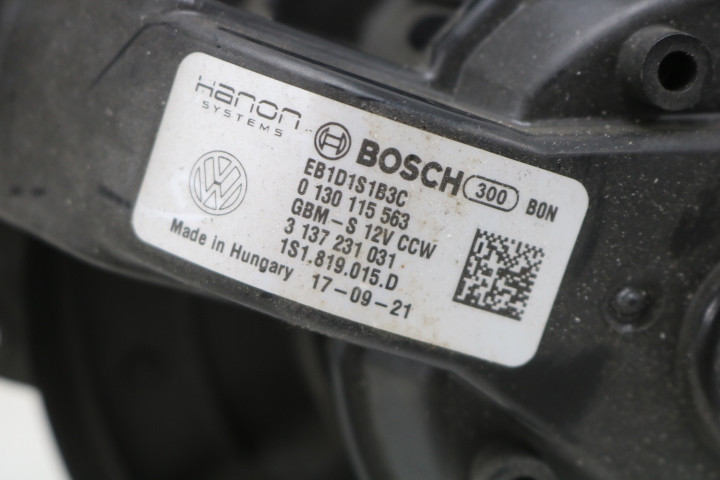 Hanon
SYSTEMS
BOSCH 300 BON
EB1D1S1B3C
0 130 115 563
GBM-S 12V CCW
3 137 231 031
Made in Hungary 1S1.819.015.D
17-09-21